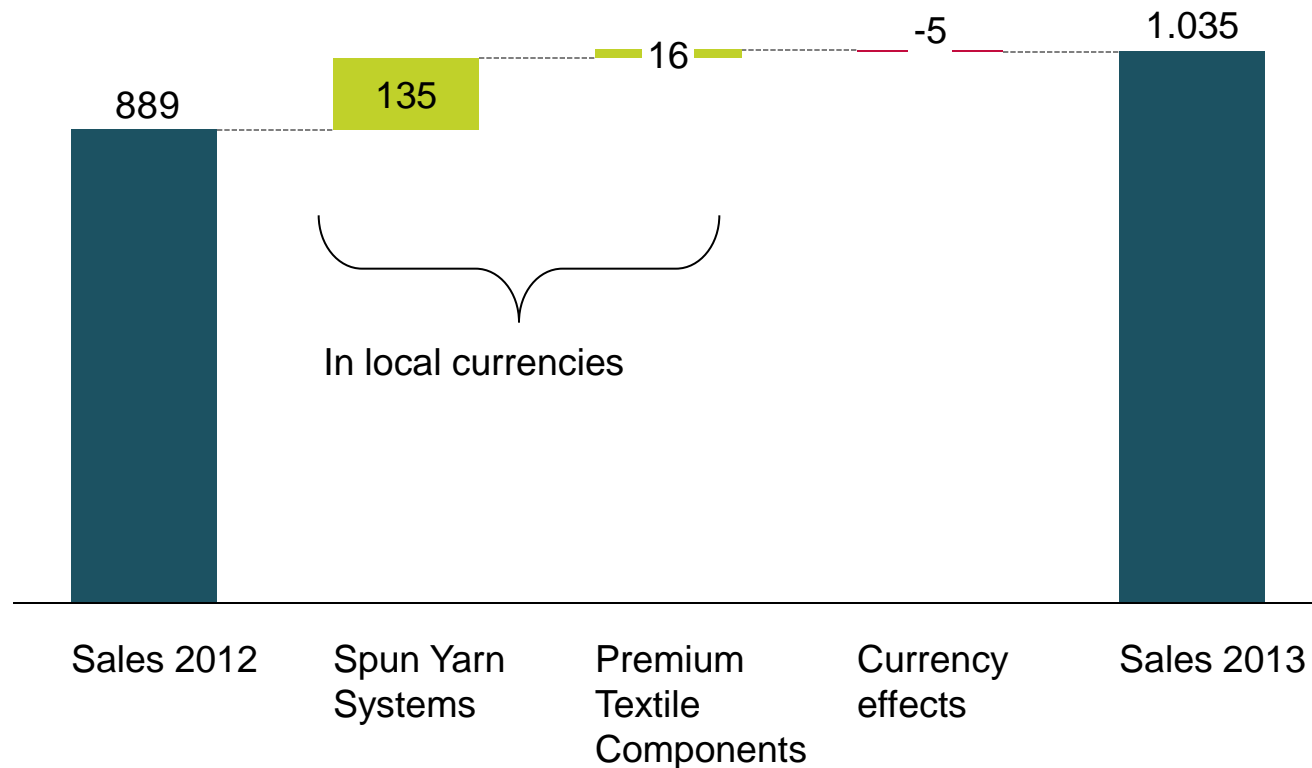 889
135
16
-5
1.035
In local currencies
Sales 2012
Spun Yarn
Systems
Premium
Textile
Components
Currency
effects
Sales 2013